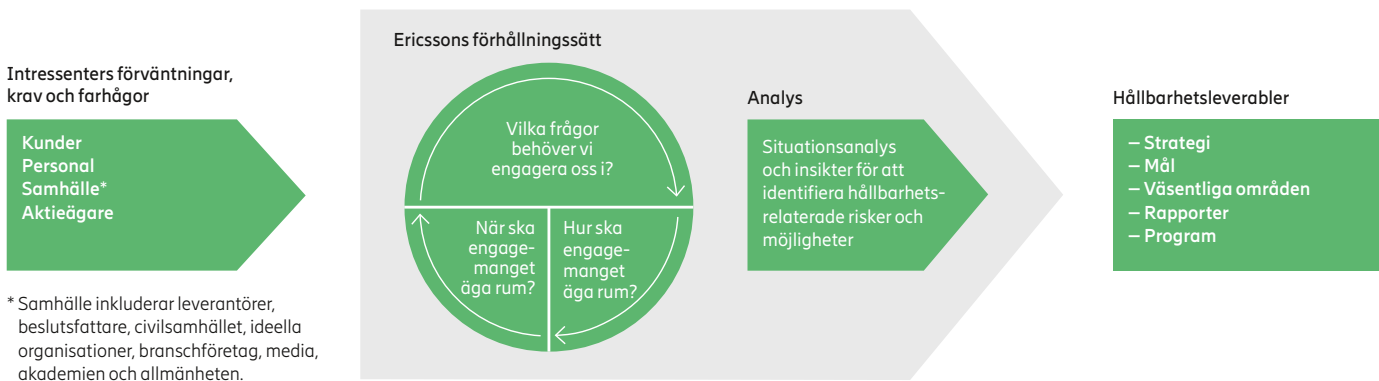 Intressenters förväntningar,
krav och farhågor
Kunder
Personal
Samhälle*
Aktieägare
* Samhälle inkluderar leverantörer,
beslutsfattare, civilsamhället, ideella
organisationer, branschföretag, media,
akademien och allmänheten.
Ericssons förhållningssätt
Vilka frågor
behöver vi
engagera oss i?
När ska
engage-
manget
äga rum?
Hur ska
engage-
manget
äga rum?
Analys
Situationsanalys
och insikter för att
identifiera hållbarhets-
relaterade risker och
möjligheter
Hållbarhetsleverabler
– Strategi
– Mål
– Väsentliga områden
– Rapporter
– Program